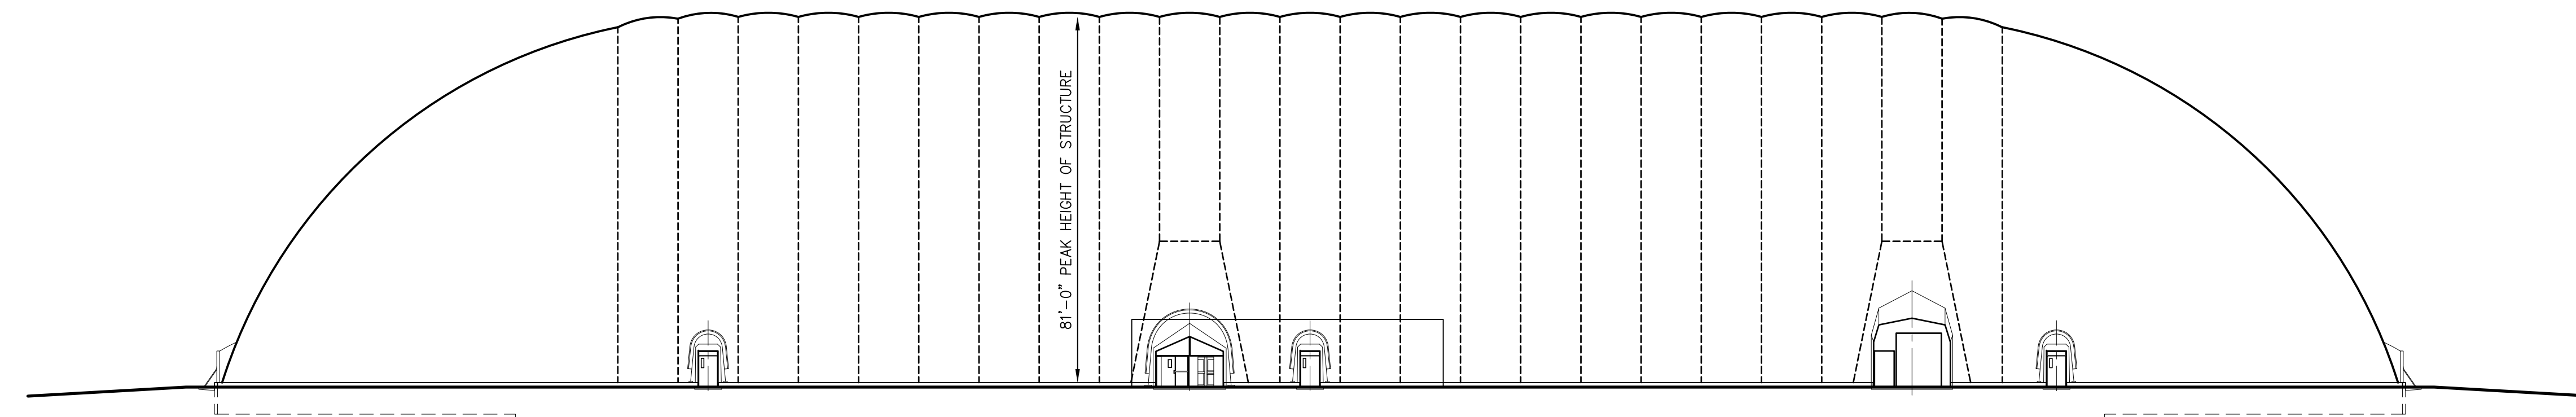 81'-0" PEAK HEIGHT OF STRUCTURE